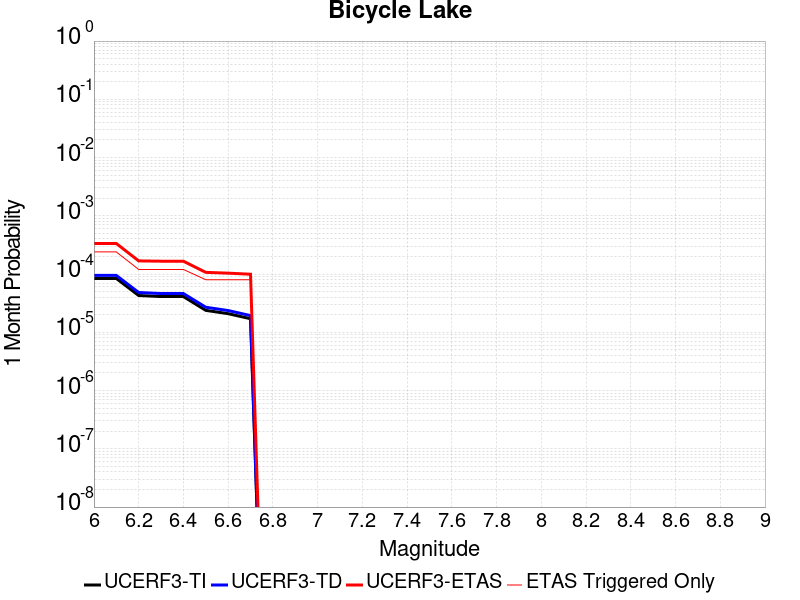 Bicycle Lake
10^0
10^-1
10^-2
10^-3
10^-4
10^-5
10^-6
10^-7
10^-8
1 Month Probability
6 6.2 6.4 6.6 6.8 7 7.2 7.4 7.6 7.8 8 8.2 8.4 8.6 8.8 9
Magnitude
UCERF3-TI UCERF3-TD UCERF3-ETAS ETAS Triggered Only